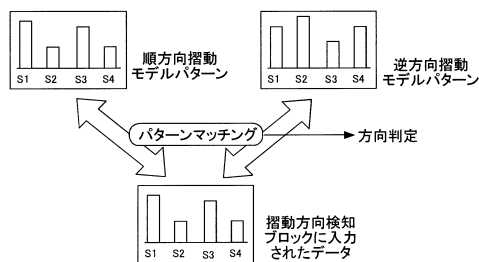 S1 S2 S3 S4
順方向摺動
モデルパターン
S1 S2 S3 S4
逆方向摺動
モデルパターン
パターンマッチング
方向判定
S1 S2 S3 S4
摺動方向検知
ブロックに入力
されたデータ